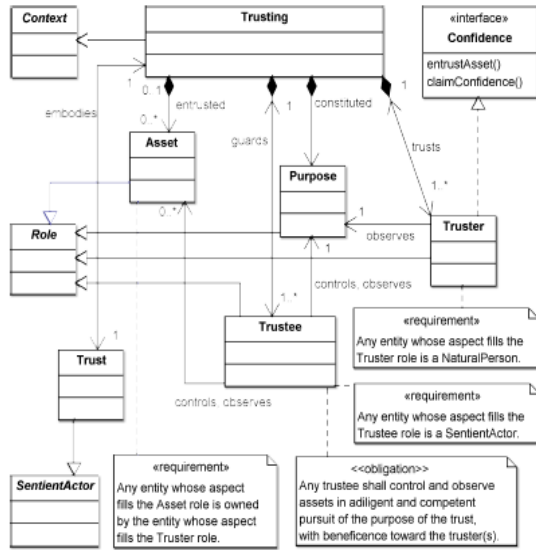 Context
Trusting
«interface»
Confidence
entrustAsset()
claimConfidence()
1
0..1
1
1
embodies
entrusted
guards
constituted
trusts
0..*
1..*
Asset
Purpose
0..*
1
observes
Truster
Role
1
controls, observes
1..*
Trustee
«requirement»
Any entity whose aspect fills the
Truster role is a NaturalPerson.
1
Trust
controls, observes
«requirement»
Any entity whose aspect fills the
Trustee role is a SentientActor.
SentientActor
«requirement»
Any entity whose aspect
fills the Asset role is owned
by the entity whose aspect
fills the Truster role.
<<obligation>>
Any trustee shall control and observe
assets in adiligent and competent
pursuit of the purpose of the trust,
with beneficence toward the truster(s).